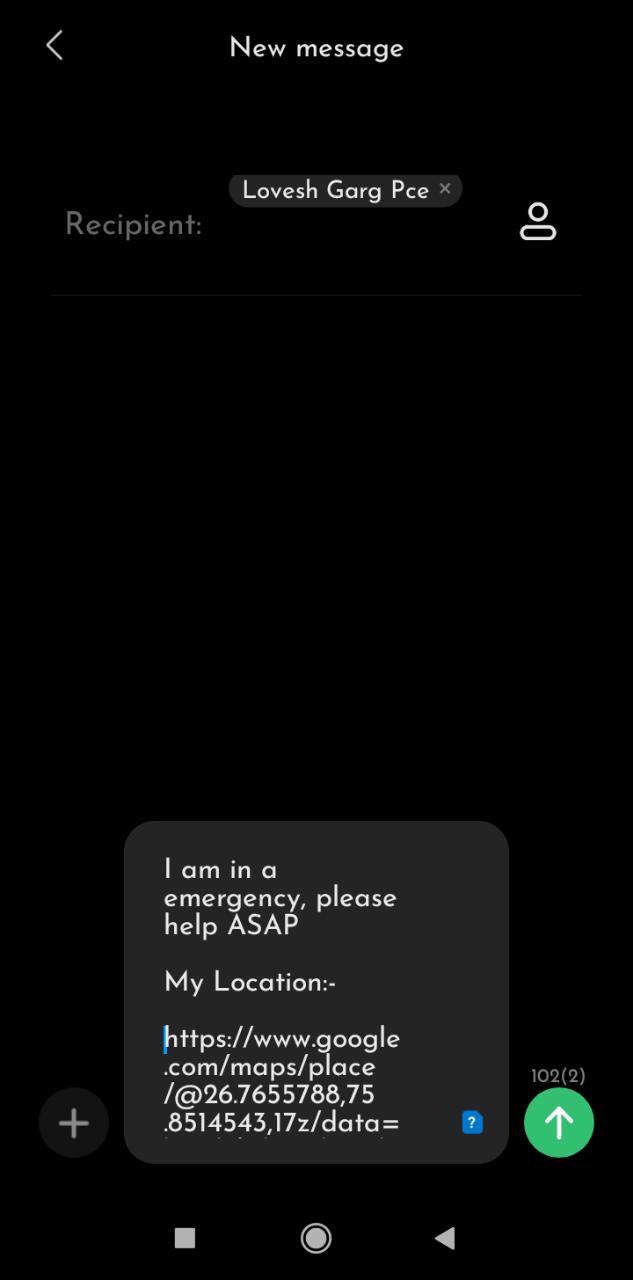 New message
Lovesh Garg Pce ×
Recipient:
I am in a
emergency, please
help ASAP
My Location:-
https://www.google
.com/maps/place
/@26.7655788,75
.8514543,17z/data=
102(2)
?